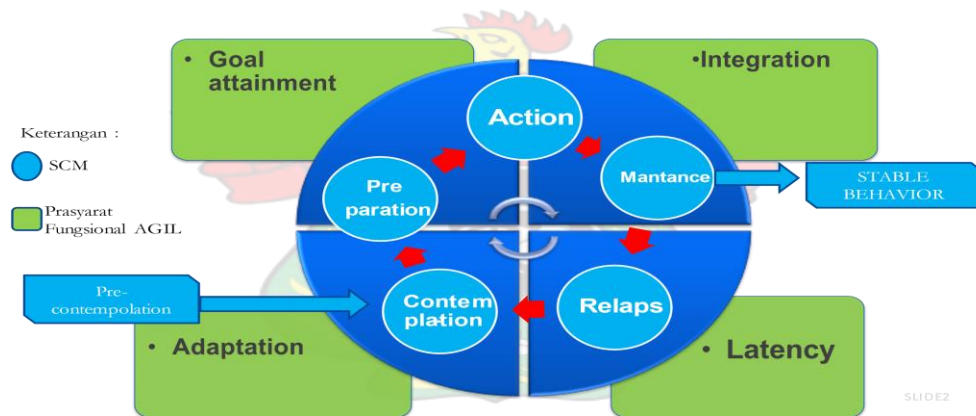 • Goal
attainment
•Integration
Keterangan :
SCM
Prasyarat
Fungsional AGIL
Action
Pre
paration
Mantance
STABLE
BEHAVIOR
Pre-
contempolation
Contem
plation
Relaps
• Adaptation
• Latency
SLIDE2